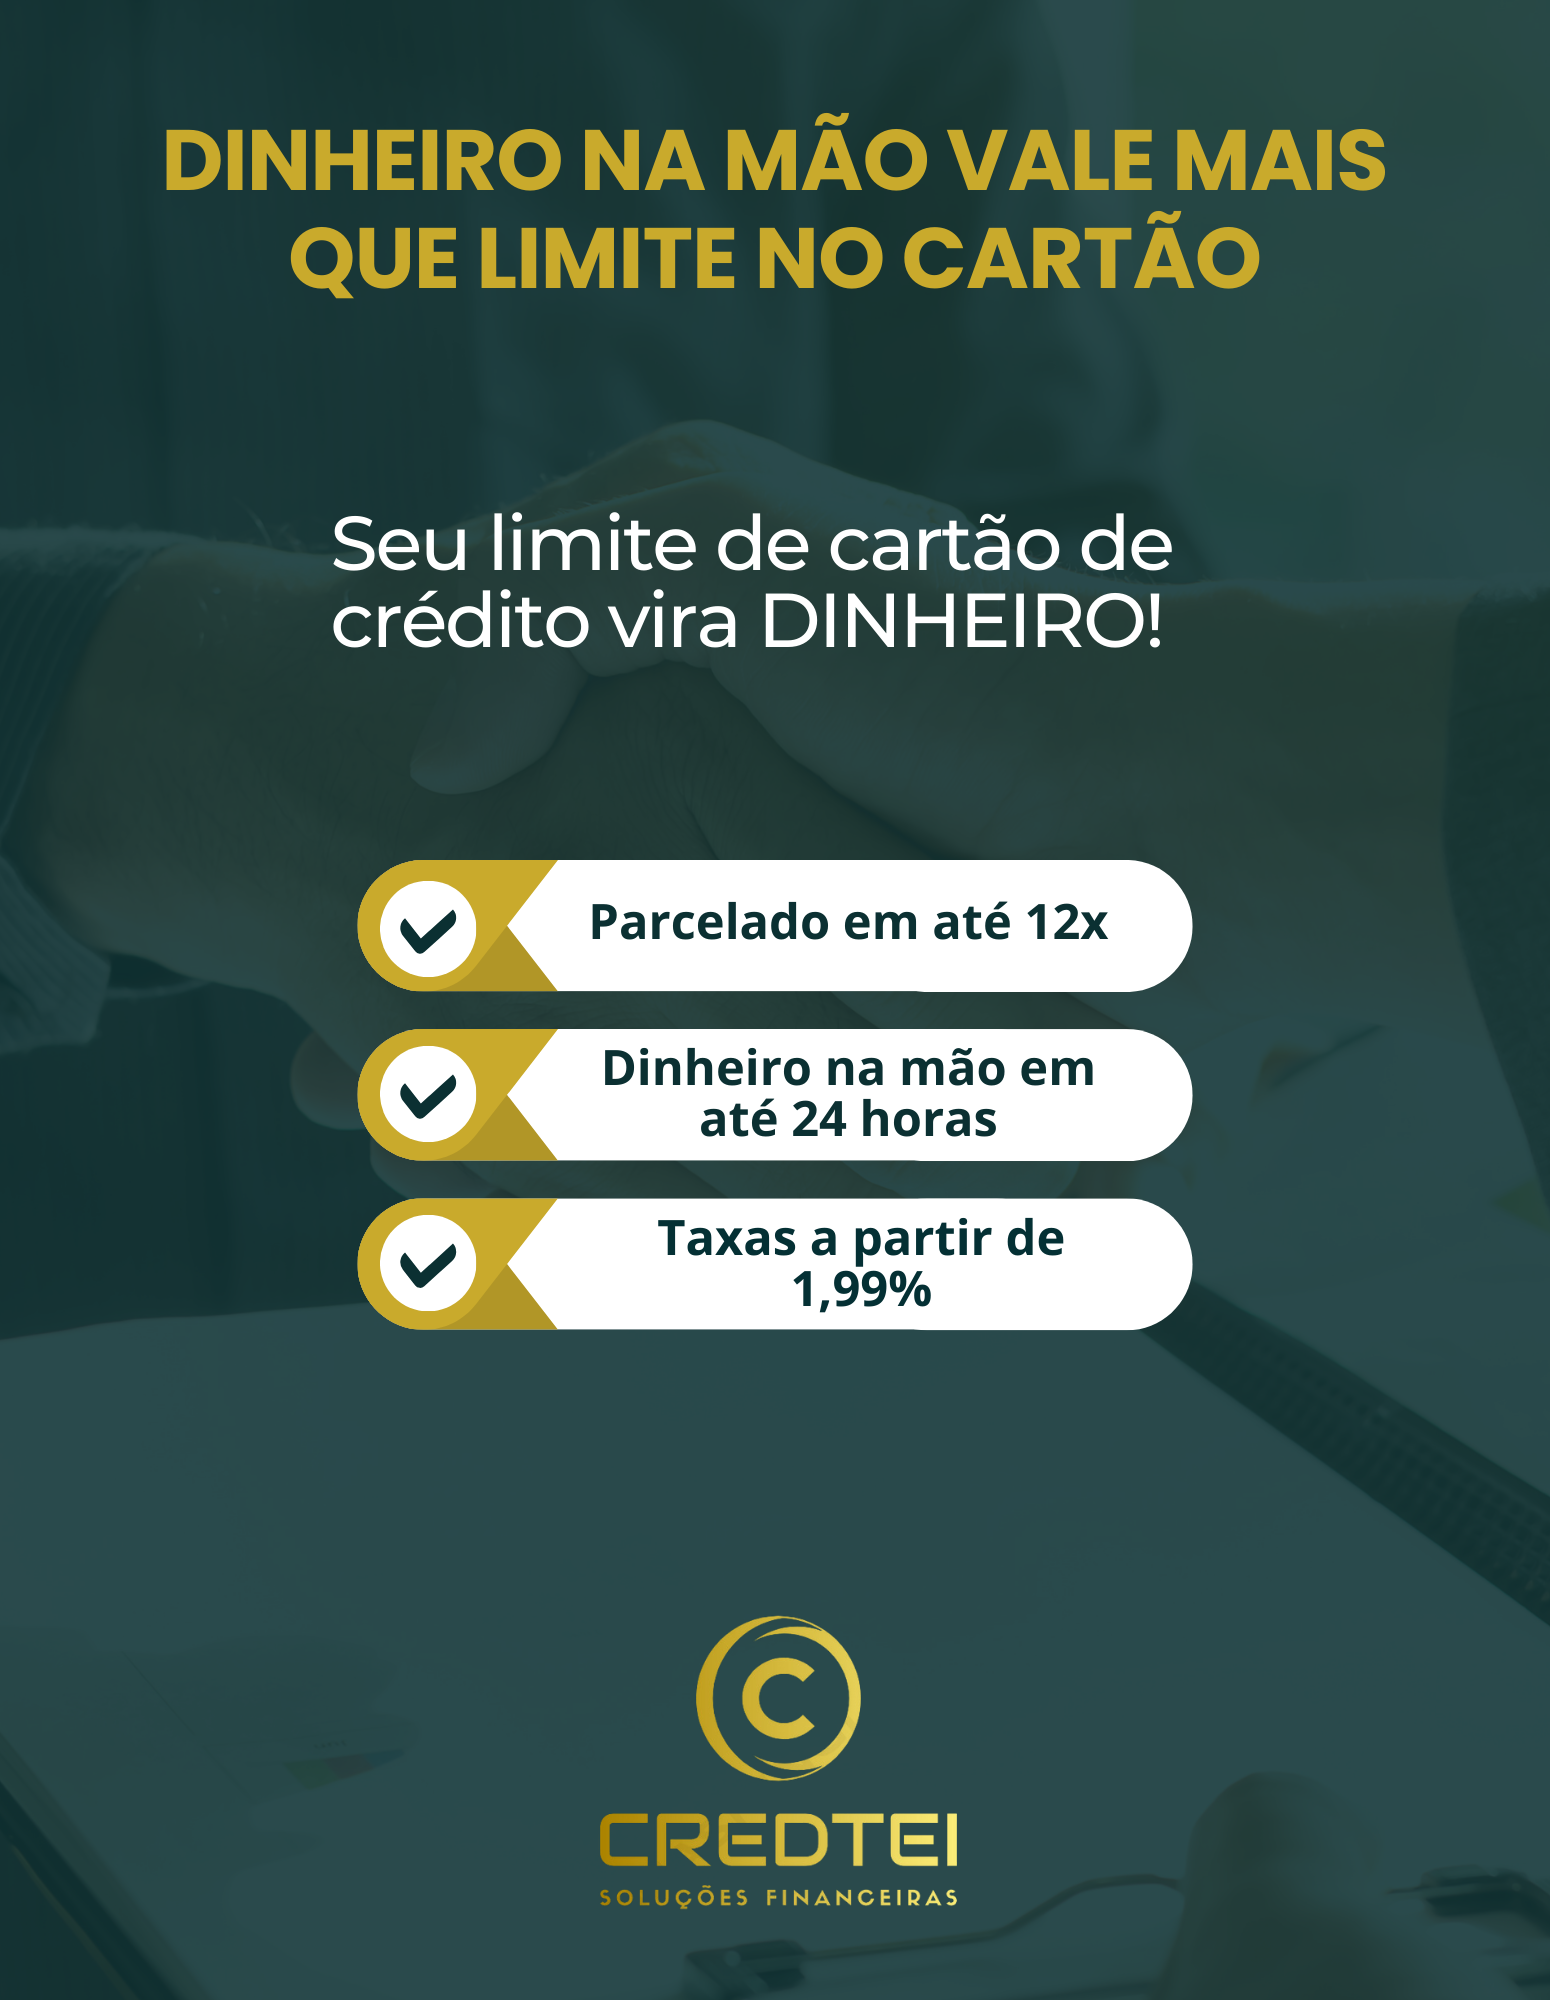 DINHEIRO NA MÃO VALE MAIS
QUE LIMITE NO CARTÃO
Seu limite de cartão de
crédito vira DINHEIRO!
Parcelado em até 12x
Dinheiro na mão em
até 24 horas
Taxas a partir de
1,99%
C
CREDTEI
SOLUÇÕES FINANCEIRAS